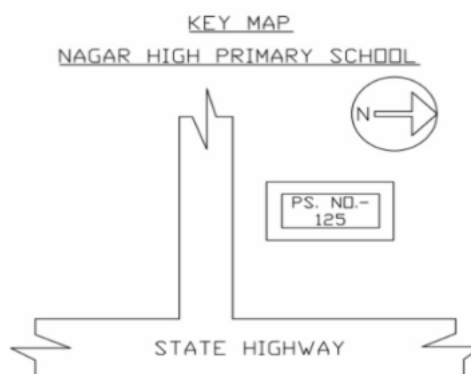 KEY MAP
NAGAR HIGH PRIMARY SCHOOL
N
PS. NO.-
125
STATE HIGHWAY